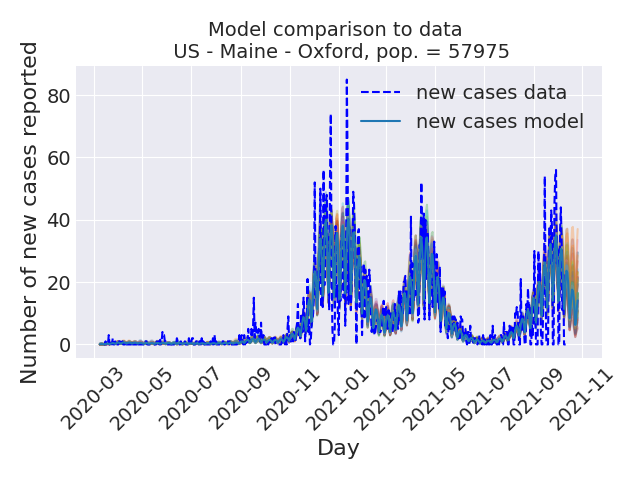 Model comparison to data
US - Maine - Oxford, pop. = 57975
Number of new cases reported
80
60
40
20
0
new cases data
new cases model
2020-03
2020-05
2020-07
2020-09
2020-11
2021-01
2021-03
2021-05
2021-07
2021-09
2021-11
Day